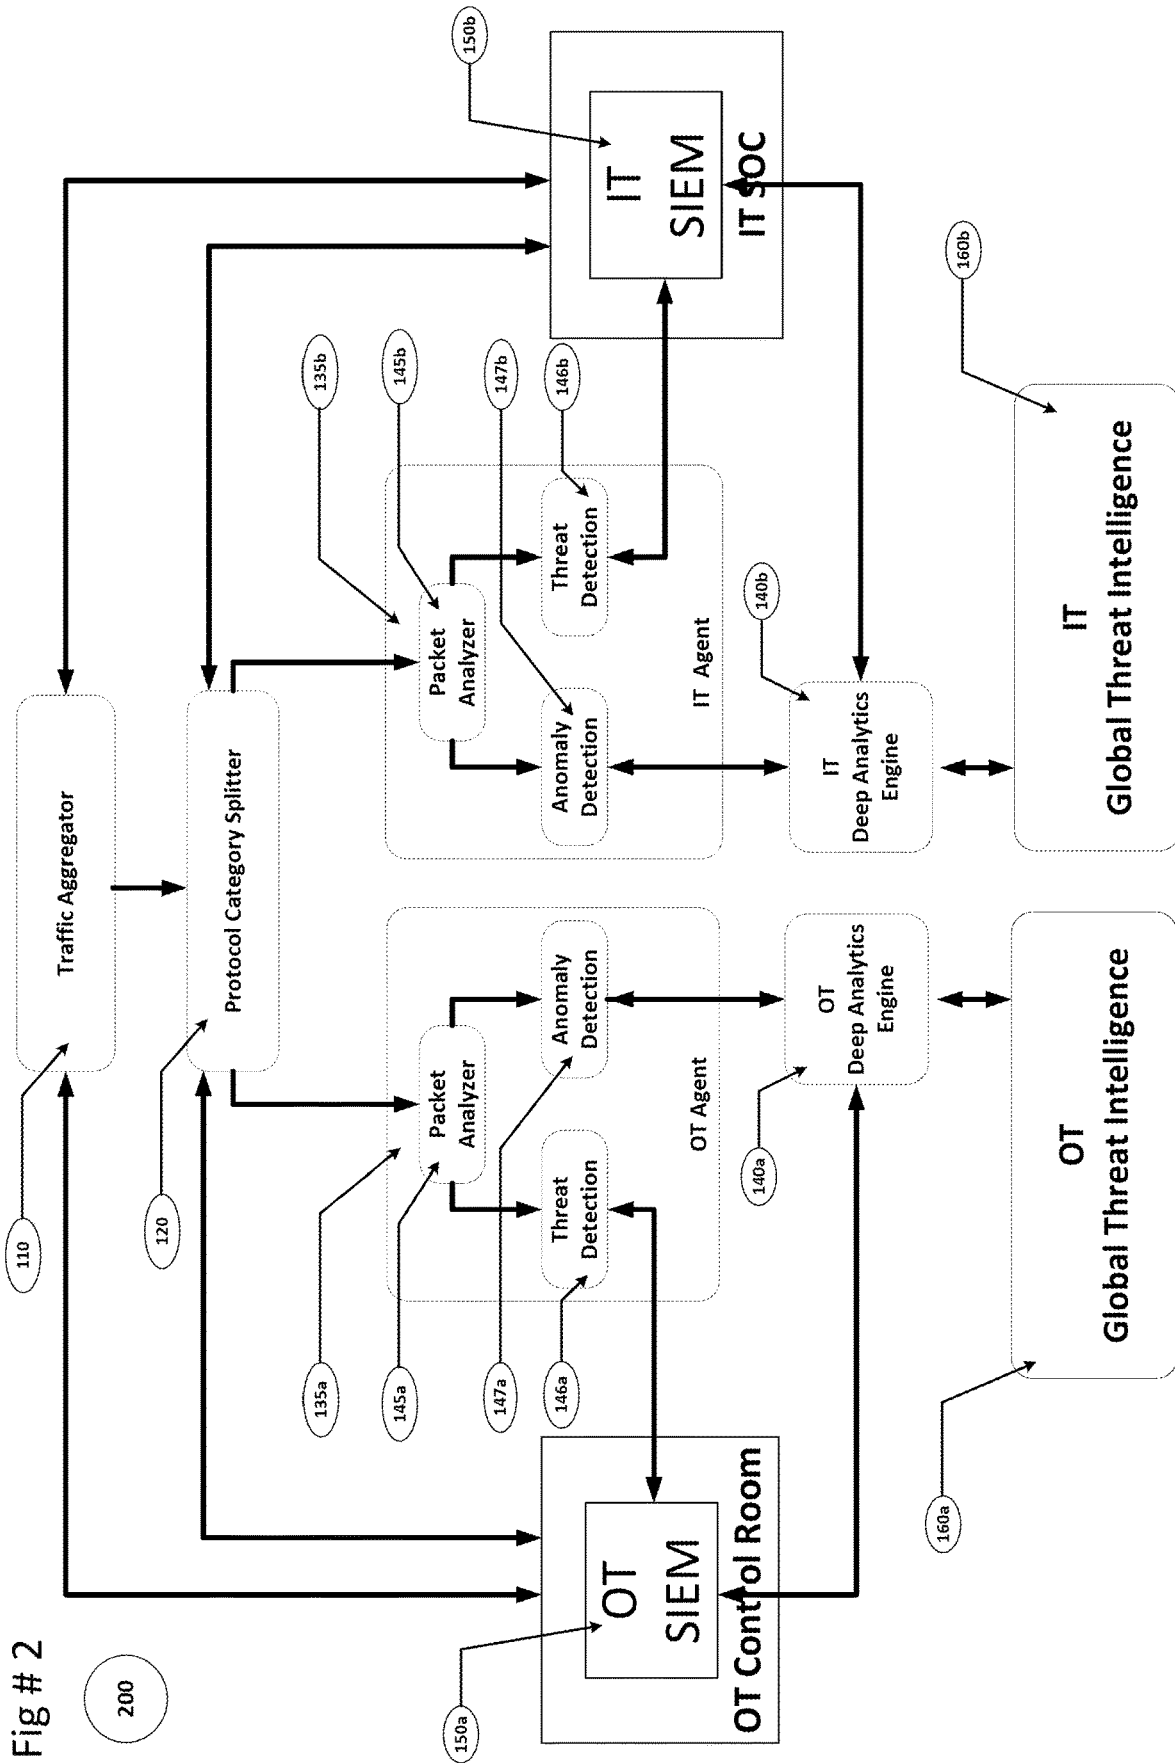 Fig # 2
200
110
Traffic Aggregator
120
Protocol Category Splitter
135a
145a
147a
146a
Packet
Analyzer
Threat
Detection
Anomaly
Detection
OT Agent
135b
145b
147b
146b
Packet
Analyzer
Anomaly
Detection
Threat
Detection
IT Agent
150a
OT
SIEM
OT Control Room
150b
IT
SIEM
IT SOC
140a
OT
Deep Analytics
Engine
140b
IT
Deep Analytics
Engine
160a
OT
Global Threat Intelligence
160b
IT
Global Threat Intelligence